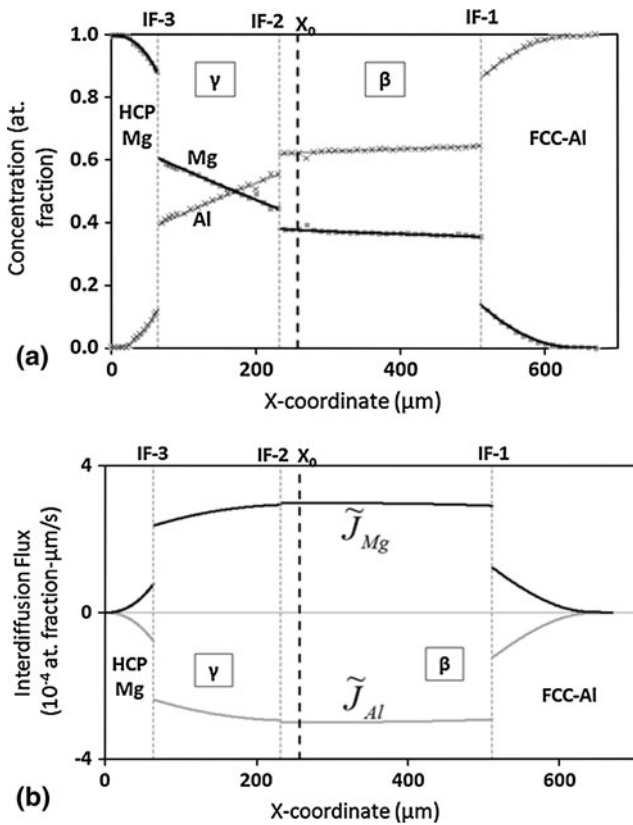 IF-3 IF-2 X₀ IF-1
1.0
0.8
0.6
0.4
0.2
0.0
Concentration (at.
fraction)
γ β
HCP
Mg
Mg
Al
FCC-Al
0 200 400 600
X-coordinate (μm)
(a)
IF-3 IF-2 X₀ IF-1
4
0
-4
Interdiffusion Flux
(10⁻⁴ at. fraction-μm/s)
J̃Mg
HCP
Mg
γ β
J̃Al
FCC-Al
0 200 400 600
X-coordinate (μm)
(b)